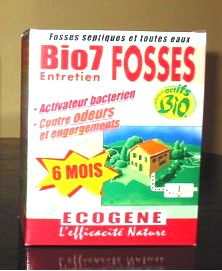 Fosses septiques et toutes eaux
Bio7 FOSSES
Entretien
• Activateur bactérien
• Contre odeurs
et engorgements
actifs
BiO
6 MOIS
ECOGENE
L'efficacité Nature